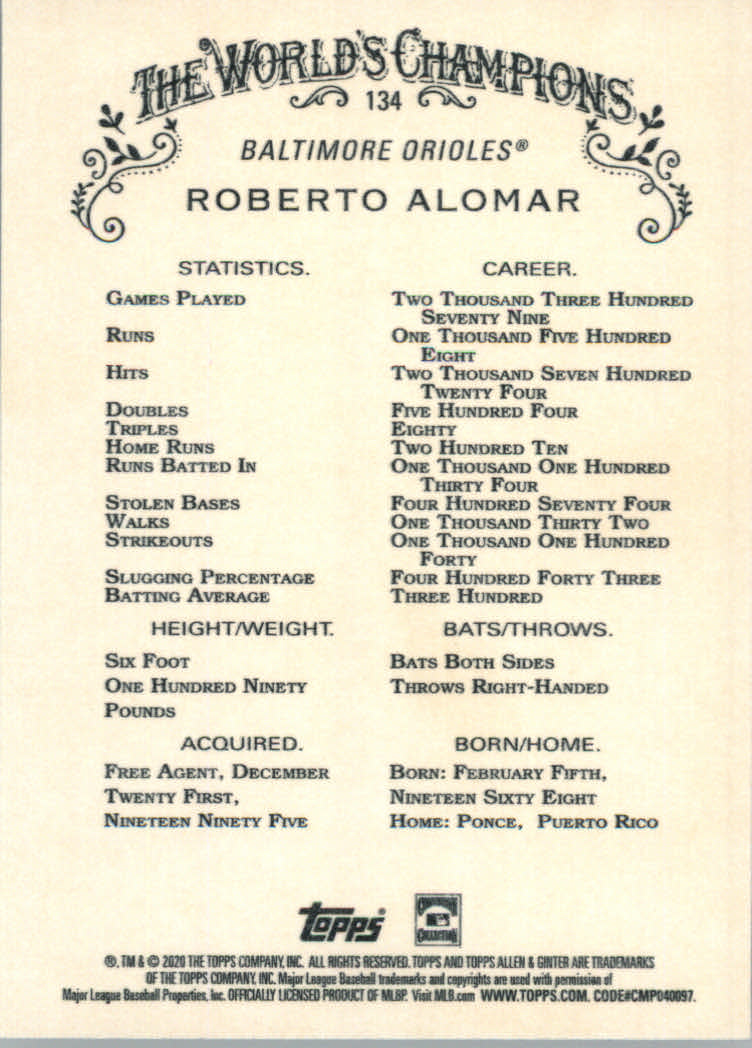 THE WORLD'S CHAMPIONS
134
BALTIMORE ORIOLES®
ROBERTO ALOMAR
STATISTICS. CAREER.
GAMES PLAYED TWO THOUSAND THREE HUNDRED
SEVENTY NINE
RUNS ONE THOUSAND FIVE HUNDRED
EIGHT
HITS TWO THOUSAND SEVEN HUNDRED
TWENTY FOUR
DOUBLES FIVE HUNDRED FOUR
TRIPLES EIGHTY
HOME RUNS TWO HUNDRED TEN
RUNS BATTED IN ONE THOUSAND ONE HUNDRED
THIRTY FOUR
STOLEN BASES FOUR HUNDRED SEVENTY FOUR
WALKS ONE THOUSAND THIRTY TWO
STRIKEOUTS ONE THOUSAND ONE HUNDRED
FORTY
SLUGGING PERCENTAGE FOUR HUNDRED FORTY THREE
BATTING AVERAGE THREE HUNDRED
HEIGHT/WEIGHT. BATS/THROWS.
SIX FOOT BATS BOTH SIDES
ONE HUNDRED NINETY THROWS RIGHT-HANDED
POUNDS
ACQUIRED. BORN/HOME.
FREE AGENT, DECEMBER BORN: FEBRUARY FIFTH,
TWENTY FIRST, NINETEEN SIXTY EIGHT
NINETEEN NINETY FIVE HOME: PONCE, PUERTO RICO
Topps® COOPERSTOWN
COLLECTION
®, TM & © 2020 THE TOPPS COMPANY, INC. ALL RIGHTS RESERVED. TOPPS AND TOPPS ALLEN & GINTER ARE TRADEMARKS
OF THE TOPPS COMPANY, INC. Major League Baseball trademarks and copyrights are used with permission of
Major League Baseball Properties, Inc. OFFICIALLY LICENSED PRODUCT OF MLBP. Visit MLB.com WWW.TOPPS.COM. CODE#CMP040097.